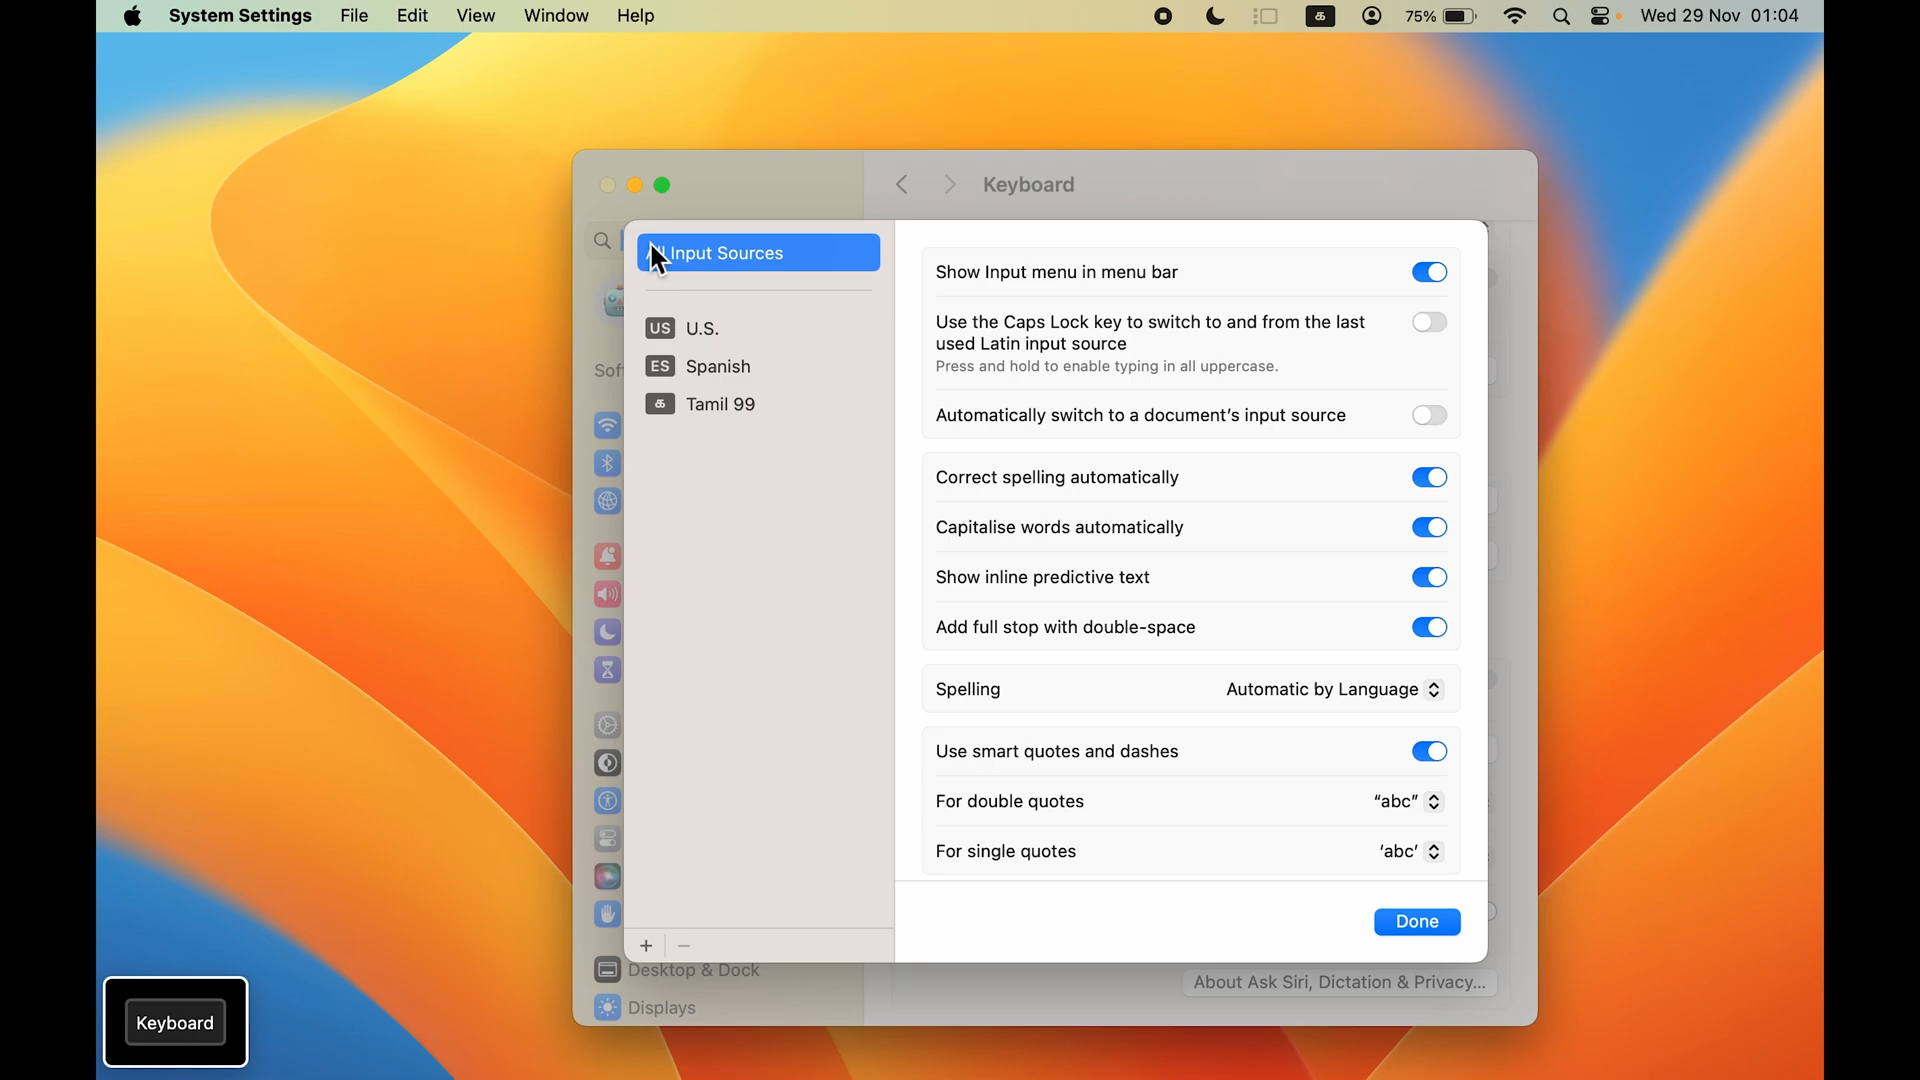 System Settings File Edit View Window Help க 75% Wed 29 Nov 01:04
Keyboard
Input Sources
US U.S.
ES Spanish
க Tamil 99
Show Input menu in menu bar
Use the Caps Lock key to switch to and from the last
used Latin input source
Press and hold to enable typing in all uppercase.
Automatically switch to a document's input source
Correct spelling automatically
Capitalise words automatically
Show inline predictive text
Add full stop with double-space
Spelling Automatic by Language
Use smart quotes and dashes
For double quotes “abc”
For single quotes ‘abc’
Done
Desktop & Dock
Displays
About Ask Siri, Dictation & Privacy...
Keyboard